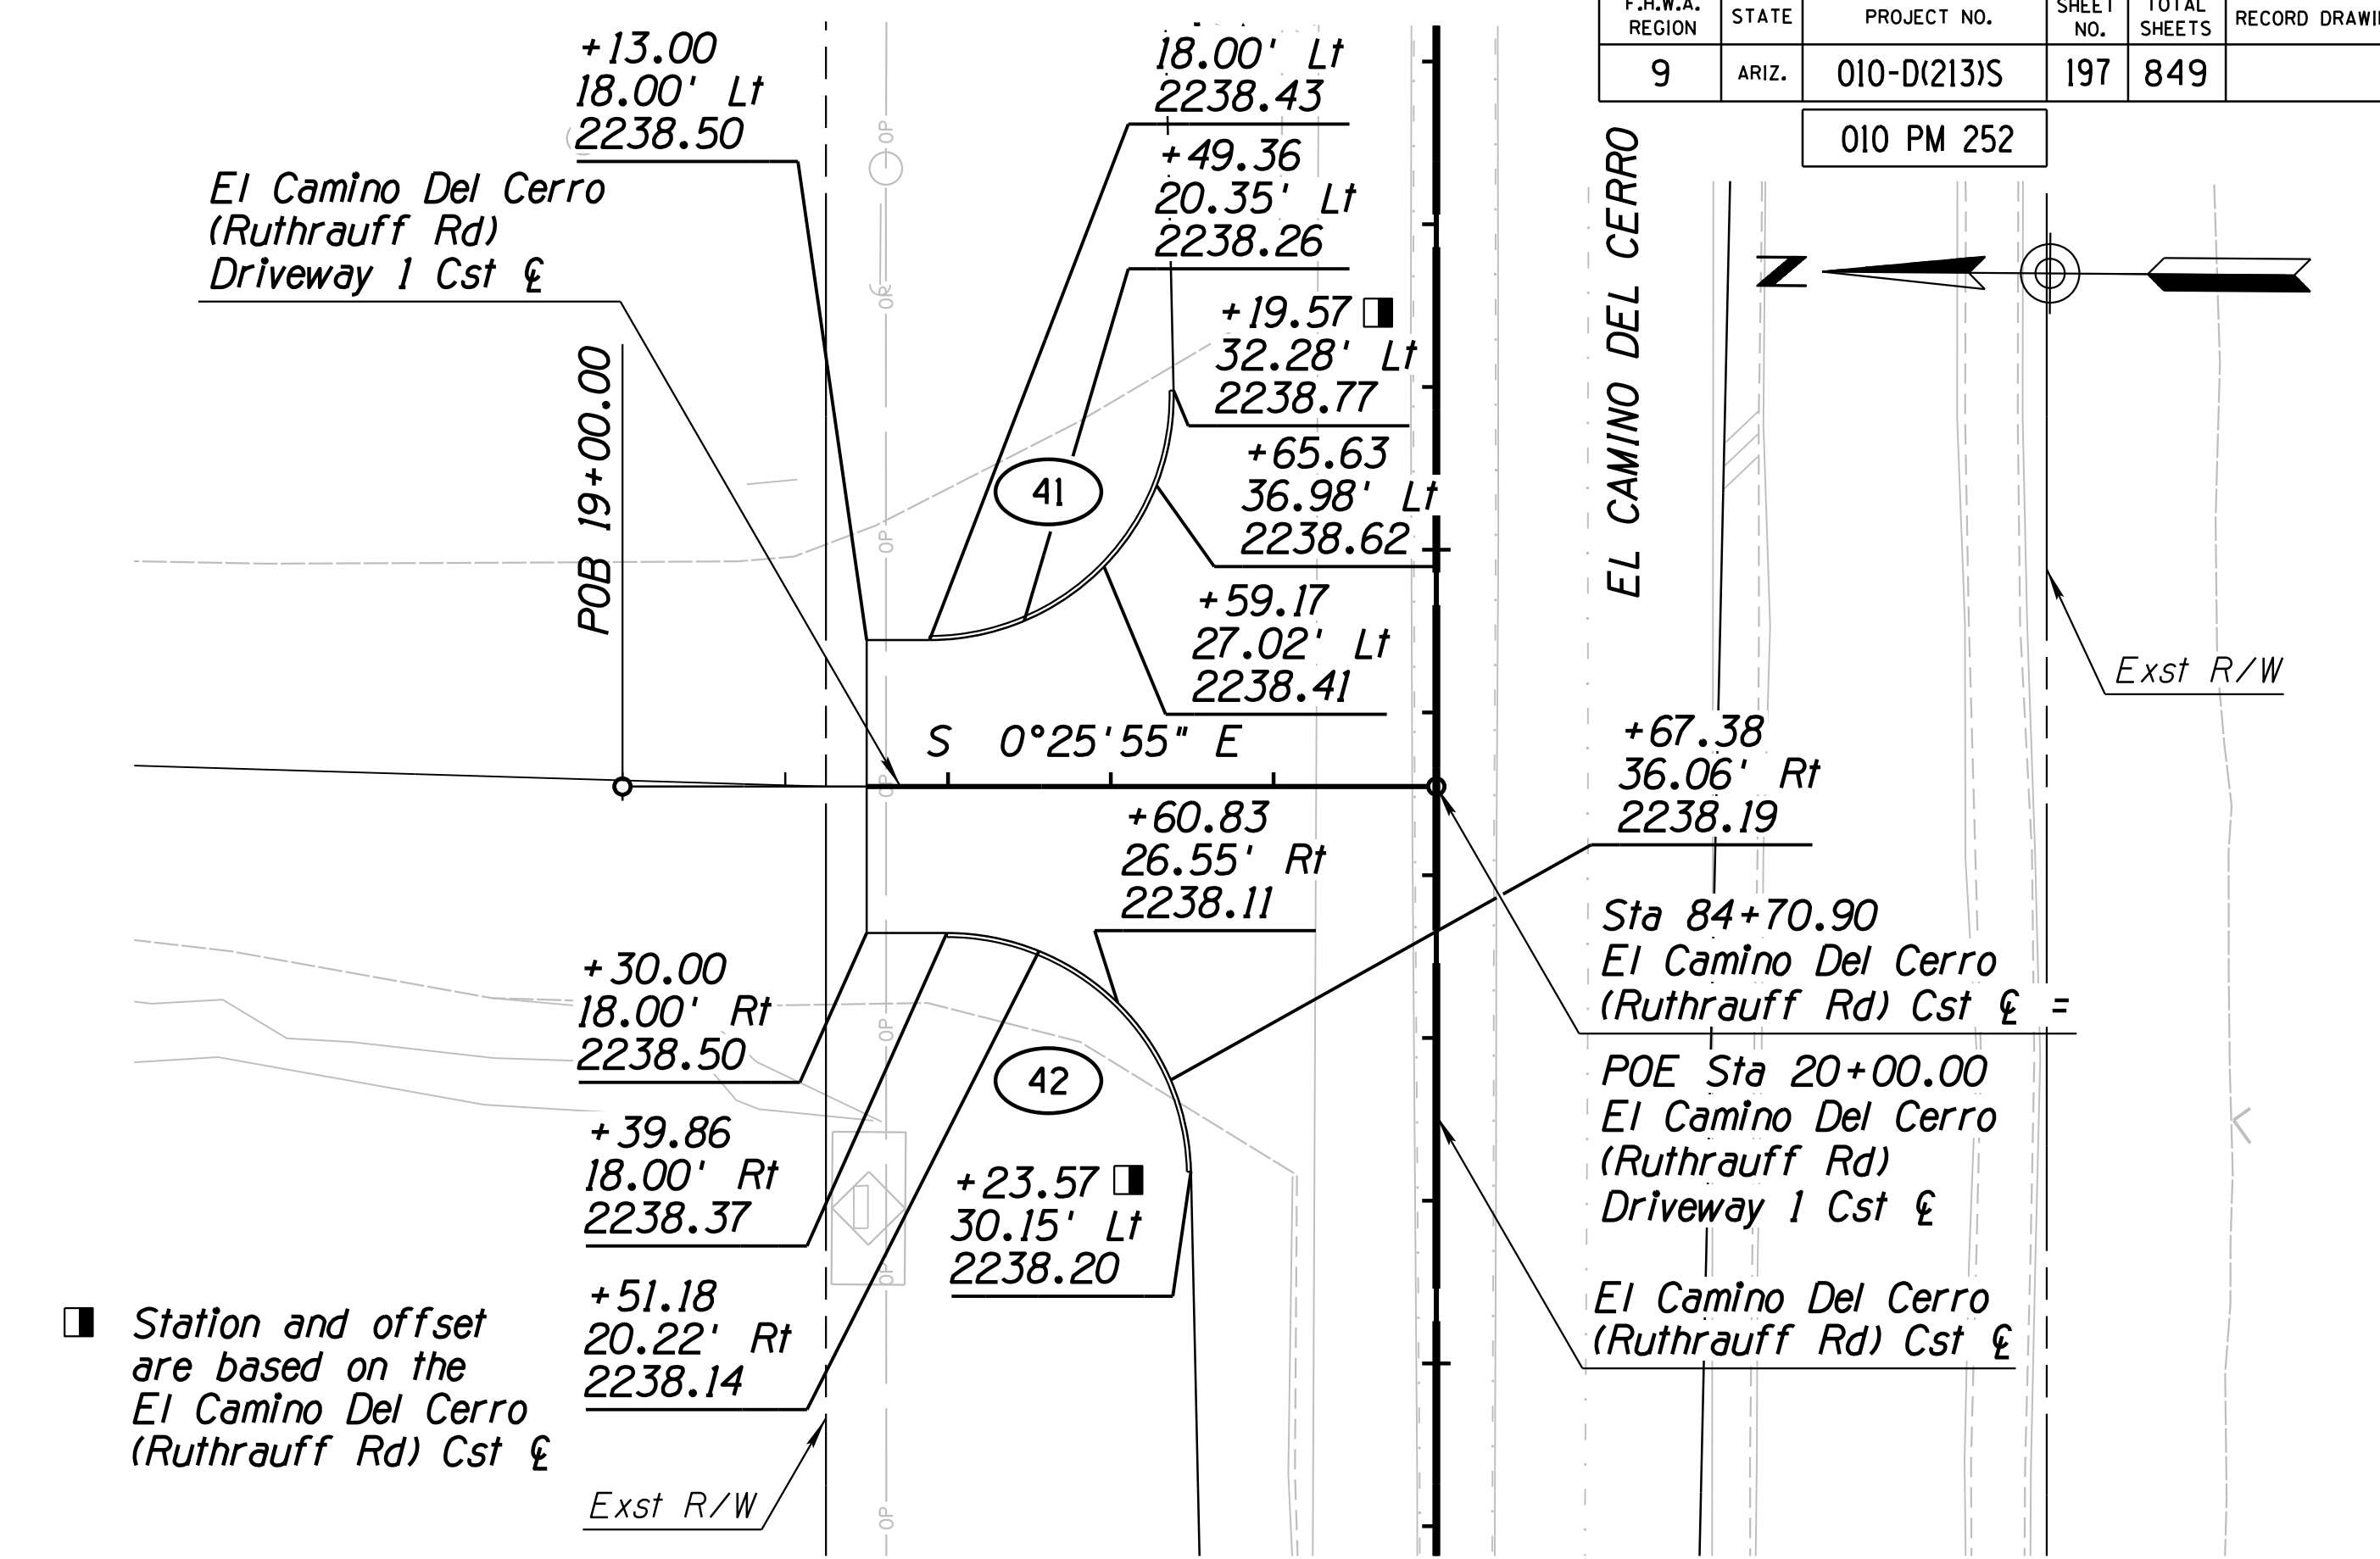 F.H.W.A. REGION
STATE
PROJECT NO.
SHEET NO.
TOTAL SHEETS
RECORD
9
ARIZ.
010-D(213)S
197
849
010 PM 252
+13.00
18.00' Lt
2238.50
El Camino Del Cerro
(Ruthrauff Rd)
Driveway 1 Cst ℄
POB 19+00.00
18.00' Lt
2238.43
+49.36
20.35' Lt
2238.26
+19.57
32.28' Lt
2238.77
+65.63
36.98' Lt
2238.62
+59.17
27.02' Lt
2238.41
41
S 0°25'55" E
EL CAMINO DEL CERRO
N
Exst R/W
+67.38
36.06' Rt
2238.19
+60.83
26.55' Rt
2238.11
Sta 84+70.90
El Camino Del Cerro
(Ruthrauff Rd) Cst ℄ =
POE Sta 20+00.00
El Camino Del Cerro
(Ruthrauff Rd)
Driveway 1 Cst ℄
El Camino Del Cerro
(Ruthrauff Rd) Cst ℄
+30.00
18.00' Rt
2238.50
+39.86
18.00' Rt
2238.37
+51.18
20.22' Rt
2238.14
42
+23.57
30.15' Lt
2238.20
Station and offset
are based on the
El Camino Del Cerro
(Ruthrauff Rd) Cst ℄
Exst R/W
OP
OP
OP
OP
OP
OP
OP
OP